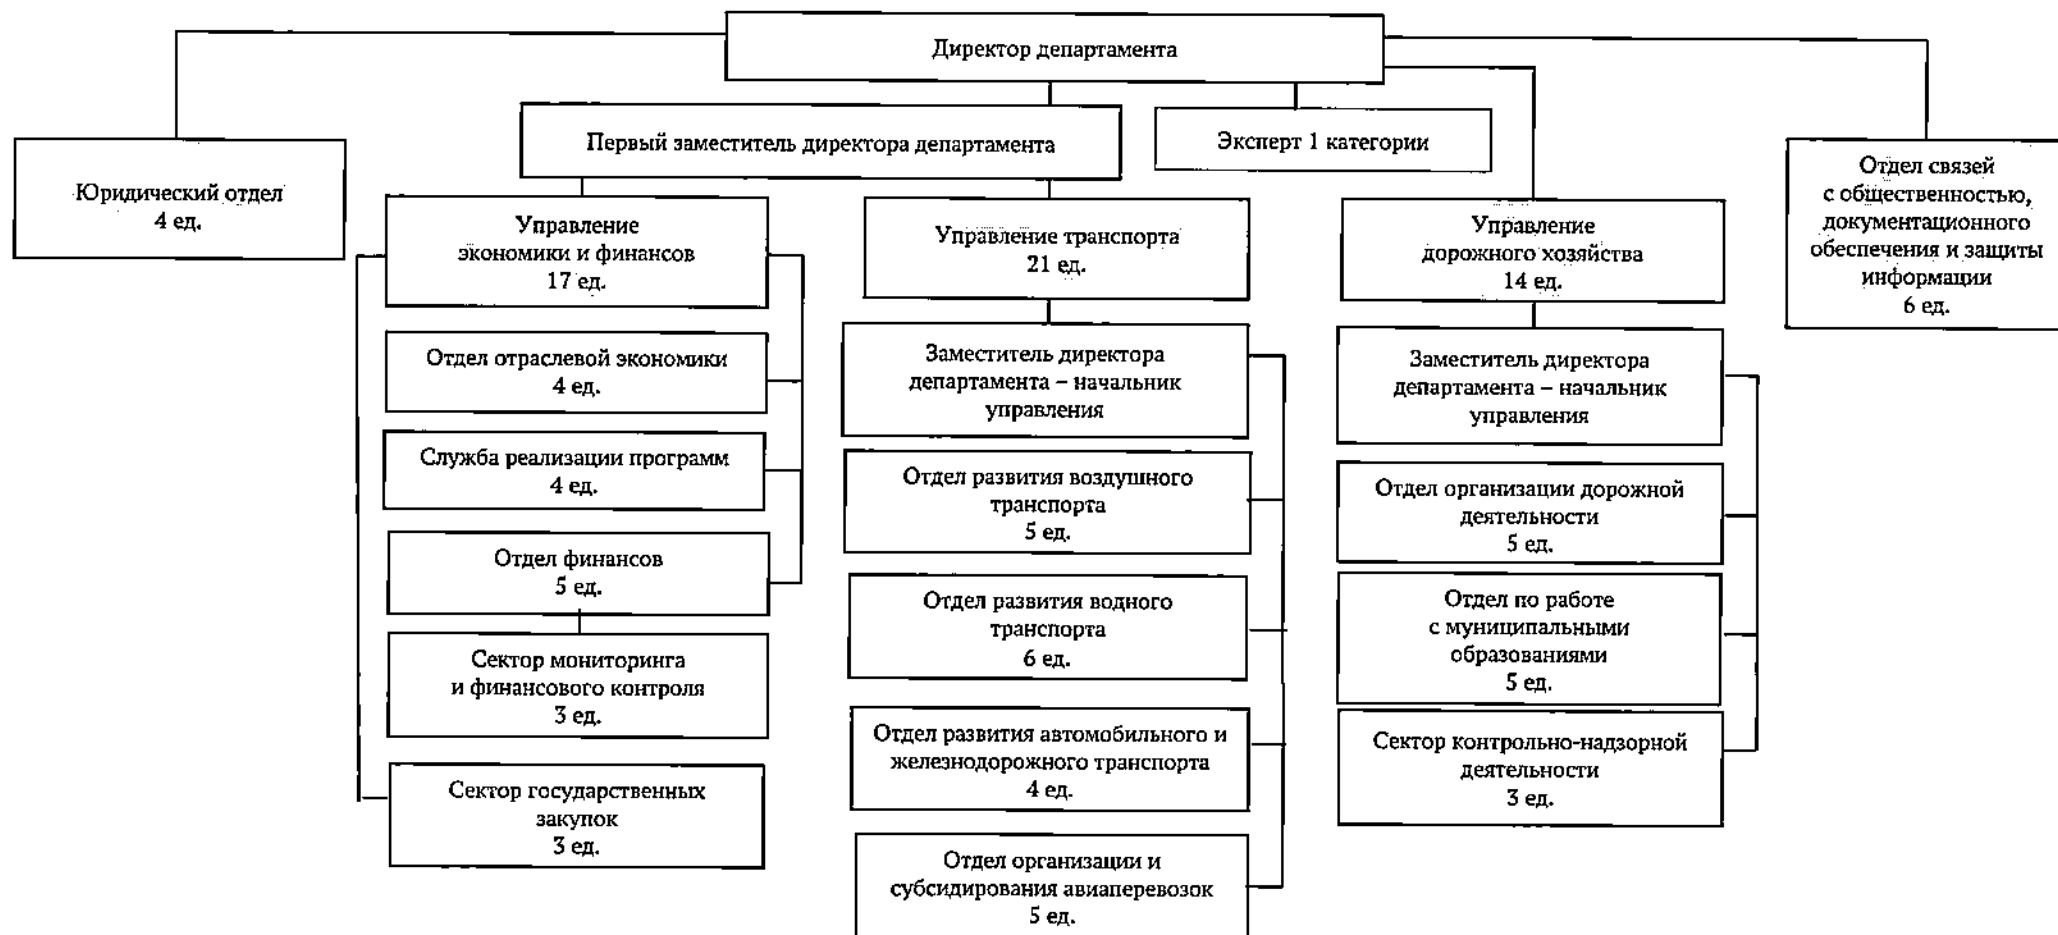 Директор департамента
Первый заместитель директора департамента
Эксперт 1 категории
Юридический отдел
4 ед.
Отдел связей
с общественностью,
документационного
обеспечения и защиты
информации
6 ед.
Управление
экономики и финансов
17 ед.
Отдел отраслевой экономики
4 ед.
Служба реализации программ
4 ед.
Отдел финансов
5 ед.
Сектор мониторинга
и финансового контроля
3 ед.
Сектор государственных
закупок
3 ед.
Управление транспорта
21 ед.
Заместитель директора
департамента – начальник
управления
Отдел развития воздушного
транспорта
5 ед.
Отдел развития водного
транспорта
6 ед.
Отдел развития автомобильного и
железнодорожного транспорта
4 ед.
Отдел организации и
субсидирования авиаперевозок
5 ед.
Управление
дорожного хозяйства
14 ед.
Заместитель директора
департамента – начальник
управления
Отдел организации дорожной
деятельности
5 ед.
Отдел по работе
с муниципальными
образованиями
5 ед.
Сектор контрольно-надзорной
деятельности
3 ед.